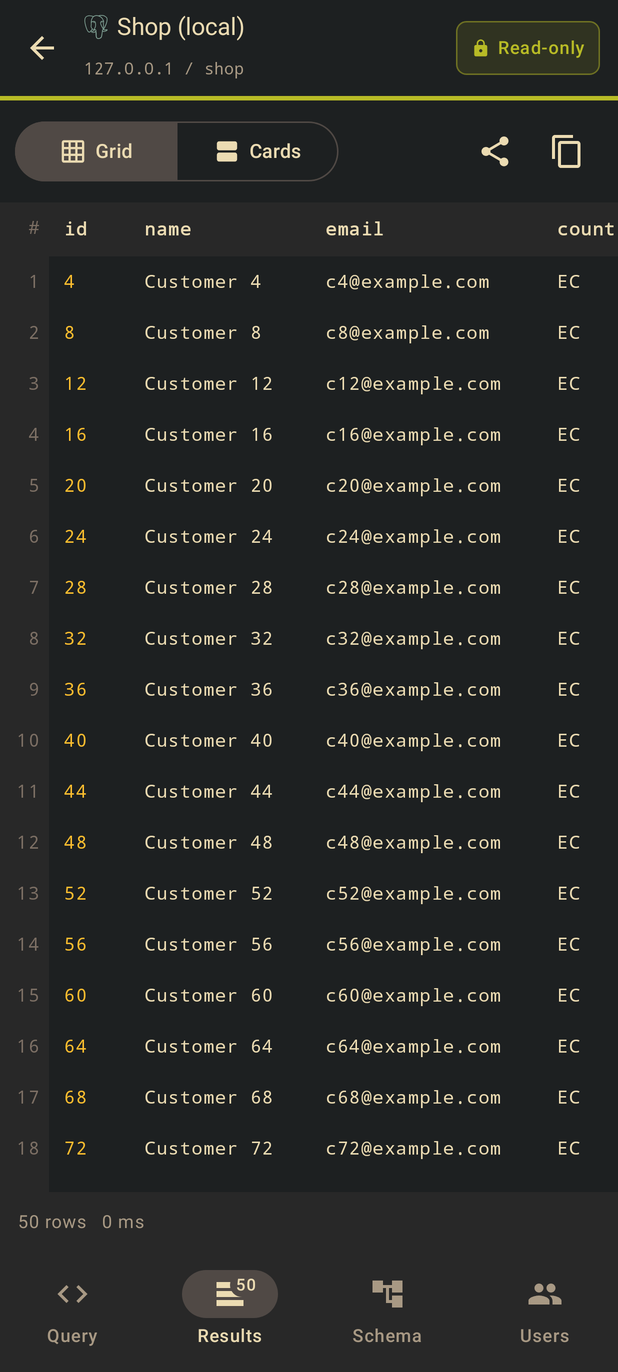 Shop (local)
127.0.0.1 / shop
Read-only
Grid
Cards
# id name email count
1 4 Customer 4 c4@example.com EC
2 8 Customer 8 c8@example.com EC
3 12 Customer 12 c12@example.com EC
4 16 Customer 16 c16@example.com EC
5 20 Customer 20 c20@example.com EC
6 24 Customer 24 c24@example.com EC
7 28 Customer 28 c28@example.com EC
8 32 Customer 32 c32@example.com EC
9 36 Customer 36 c36@example.com EC
10 40 Customer 40 c40@example.com EC
11 44 Customer 44 c44@example.com EC
12 48 Customer 48 c48@example.com EC
13 52 Customer 52 c52@example.com EC
14 56 Customer 56 c56@example.com EC
15 60 Customer 60 c60@example.com EC
16 64 Customer 64 c64@example.com EC
17 68 Customer 68 c68@example.com EC
18 72 Customer 72 c72@example.com EC
50 rows 0 ms
50
Query Results Schema Users